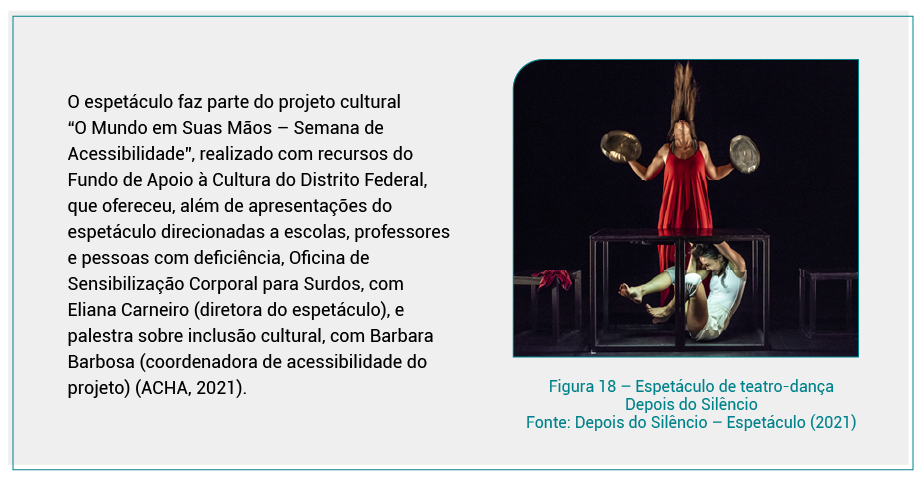 O espetáculo faz parte do projeto cultural
“O Mundo em Suas Mãos – Semana de
Acessibilidade”, realizado com recursos do
Fundo de Apoio à Cultura do Distrito Federal,
que ofereceu, além de apresentações do
espetáculo direcionadas a escolas, professores
e pessoas com deficiência, Oficina de
Sensibilização Corporal para Surdos, com
Eliana Carneiro (diretora do espetáculo), e
palestra sobre inclusão cultural, com Barbara
Barbosa (coordenadora de acessibilidade do
projeto) (ACHA, 2021).
Figura 18 – Espetáculo de teatro-dança
Depois do Silêncio
Fonte: Depois do Silêncio – Espetáculo (2021)